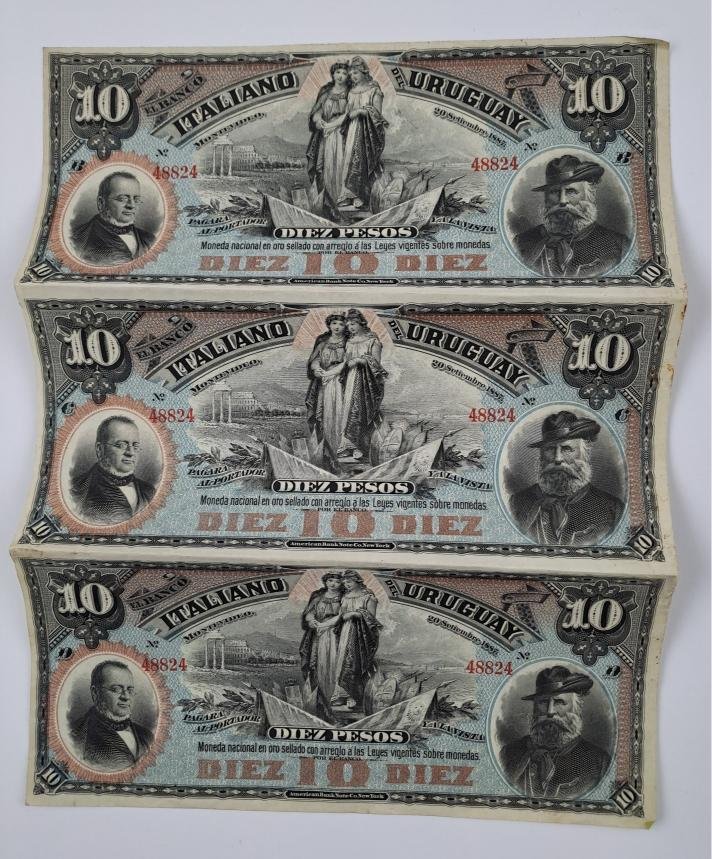 10 EL BANCO ITALIANO DEL URUGUAY 10
MONTEVIDEO, 20 Setiembre 1887.
B Nº 48824 48824 Nº B
PAGARÁ AL PORTADOR DIEZ PESOS Y A LA VISTA
Moneda nacional en oro sellado con arreglo á las Leyes vigentes sobre monedas
POR EL BANCO,
10 DIEZ 10 DIEZ 10
American Bank Note Co. New York
10 EL BANCO ITALIANO DEL URUGUAY 10
MONTEVIDEO, 20 Setiembre 1887.
C Nº 48824 48824 Nº C
PAGARÁ AL PORTADOR DIEZ PESOS Y A LA VISTA
Moneda nacional en oro sellado con arreglo á las Leyes vigentes sobre monedas.
POR EL BANCO,
10 DIEZ 10 DIEZ 10
American Bank Note Co. New York
10 EL BANCO ITALIANO DEL URUGUAY 10
MONTEVIDEO, 20 Setiembre 1887.
D Nº 48824 48824 Nº D
PAGARÁ AL PORTADOR DIEZ PESOS Y A LA VISTA
Moneda nacional en oro sellado con arreglo á las Leyes vigentes sobre monedas.
POR EL BANCO,
10 DIEZ 10 DIEZ 10
American Bank Note Co. New York